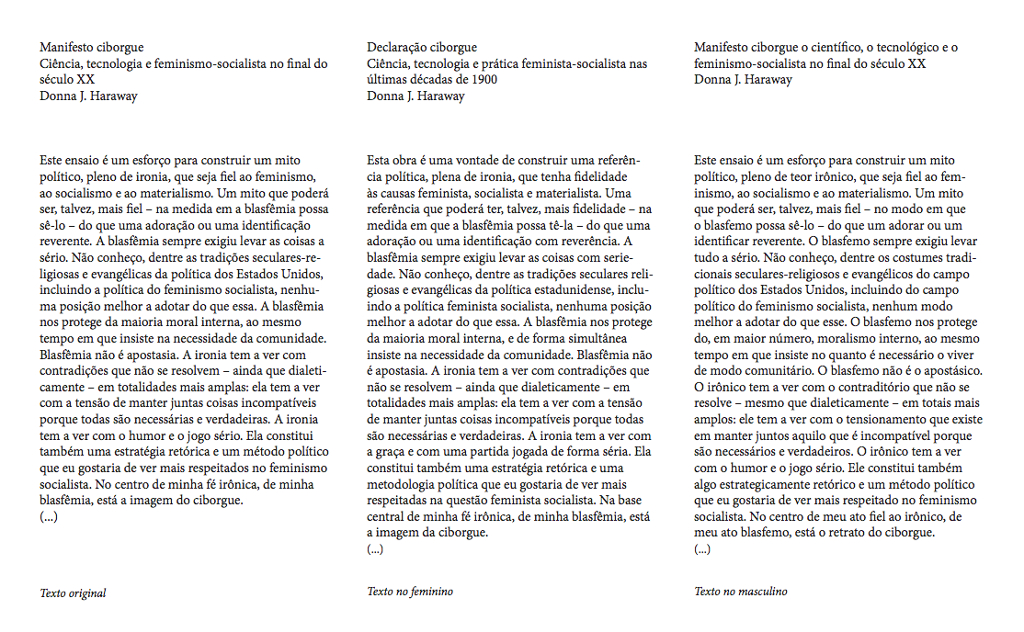 Manifesto ciborgue
Ciência, tecnologia e feminismo-socialista no final do
século XX
Donna J. Haraway
Este ensaio é um esforço para construir um mito
político, pleno de ironia, que seja fiel ao feminismo,
ao socialismo e ao materialismo. Um mito que poderá
ser, talvez, mais fiel – na medida em a blasfêmia possa
sê-lo – do que uma adoração ou uma identificação
reverente. A blasfêmia sempre exigiu levar as coisas a
sério. Não conheço, dentre as tradições seculares-re-
ligiosas e evangélicas da política dos Estados Unidos,
incluindo a política do feminismo socialista, nenhu-
ma posição melhor a adotar do que essa. A blasfêmia
nos protege da maioria moral interna, ao mesmo
tempo em que insiste na necessidade da comunidade.
Blasfêmia não é apostasia. A ironia tem a ver com
contradições que não se resolvem – ainda que dialeti-
camente – em totalidades mais amplas: ela tem a ver
com a tensão de manter juntas coisas incompatíveis
porque todas são necessárias e verdadeiras. A ironia
tem a ver com o humor e o jogo sério. Ela constitui
também uma estratégia retórica e um método político
que eu gostaria de ver mais respeitados no feminismo
socialista. No centro de minha fé irônica, de minha
blasfêmia, está a imagem do ciborgue.
(...)
Texto original
Declaração ciborgue
Ciência, tecnologia e prática feminista-socialista nas
últimas décadas de 1900
Donna J. Haraway
Esta obra é uma vontade de construir uma referên-
cia política, plena de ironia, que tenha fidelidade
às causas feminista, socialista e materialista. Uma
referência que poderá ter, talvez, mais fidelidade – na
medida em que a blasfêmia possa tê-la – do que uma
adoração ou uma identificação com reverência. A
blasfêmia sempre exigiu levar as coisas com serie-
dade. Não conheço, dentre as tradições seculares reli-
giosas e evangélicas da política estadunidense, inclu-
indo a política feminista socialista, nenhuma posição
melhor a adotar do que essa. A blasfêmia nos protege
da maioria moral interna, e de forma simultânea
insiste na necessidade da comunidade. Blasfêmia não
é apostasia. A ironia tem a ver com contradições que
não se resolvem – ainda que dialeticamente – em
totalidades mais amplas: ela tem a ver com a tensão
de manter juntas coisas incompatíveis porque todas
são necessárias e verdadeiras. A ironia tem a ver com
a graça e com uma partida jogada de forma séria. Ela
constitui também uma estratégia retórica e uma
metodologia política que eu gostaria de ver mais
respeitadas na questão feminista socialista. Na base
central de minha fé irônica, de minha blasfêmia, está
a imagem da ciborgue.
(...)
Texto no feminino
Manifesto ciborgue o científico, o tecnológico e o
feminismo-socialista no final do século XX
Donna J. Haraway
Este ensaio é um esforço para construir um mito
político, pleno de teor irônico, que seja fiel ao fem-
inismo, ao socialismo e ao materialismo. Um mito
que poderá ser, talvez, mais fiel – no modo em que
o blasfemo possa sê-lo – do que um adorar ou um
identificar reverente. O blasfemo sempre exigiu levar
tudo a sério. Não conheço, dentre os costumes tradi-
cionais seculares-religiosos e evangélicos do campo
político dos Estados Unidos, incluindo do campo
político do feminismo socialista, nenhum modo
melhor a adotar do que esse. O blasfemo nos protege
do, em maior número, moralismo interno, ao mesmo
tempo em que insiste no quanto é necessário o viver
de modo comunitário. O blasfemo não é o apostásico.
O irônico tem a ver com o contraditório que não se
resolve – mesmo que dialeticamente – em totais mais
amplos: ele tem a ver com o tensionamento que existe
em manter juntos aquilo que é incompatível porque
são necessários e verdadeiros. O irônico tem a ver
com o humor e o jogo sério. Ele constitui também
algo estrategicamente retórico e um método político
que eu gostaria de ver mais respeitado no feminismo
socialista. No centro de meu ato fiel ao irônico, de
meu ato blasfemo, está o retrato do ciborgue.
(...)
Texto no masculino